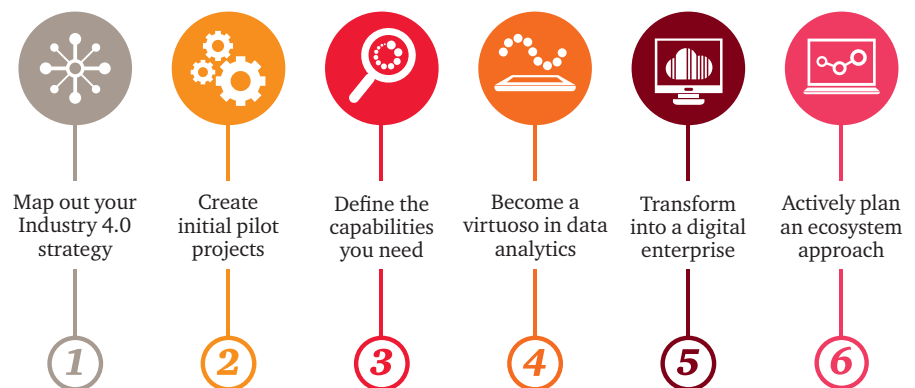 Map out your
Industry 4.0
strategy
Create
initial pilot
projects
Define the
capabilities
you need
Become a
virtuoso in data
analytics
Transform
into a digital
enterprise
Actively plan
an ecosystem
approach
1
2
3
4
5
6